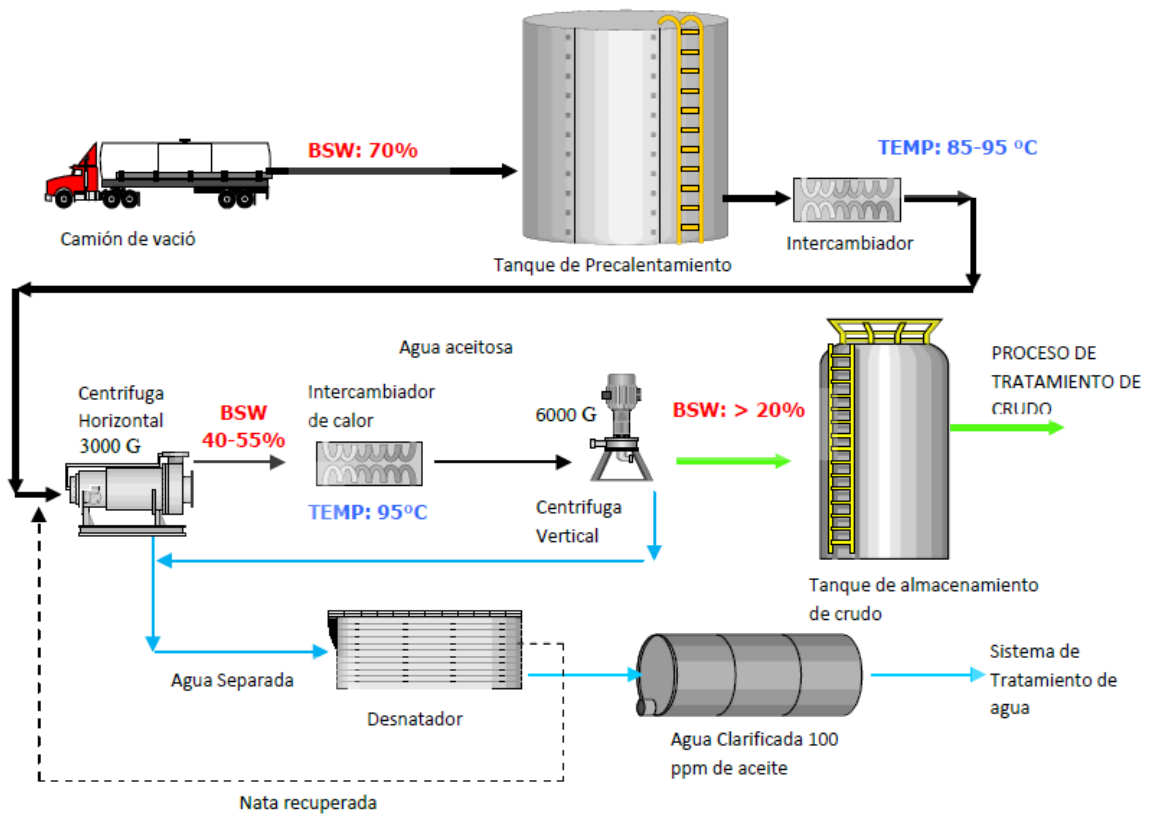 BSW: 70%
TEMP: 85-95 ºC
Camión de vació
Intercambiador
Tanque de Precalentamiento
Agua aceitosa
PROCESO DE
TRATAMIENTO DE
CRUDO
Centrifuga
Horizontal
3000 G
BSW
40-55%
Intercambiador
de calor
6000 G
BSW: > 20%
TEMP: 95ºC
Centrifuga
Vertical
Tanque de almacenamiento
de crudo
Agua Separada
Desnatador
Sistema de
Tratamiento de
agua
Agua Clarificada 100
ppm de aceite
Nata recuperada